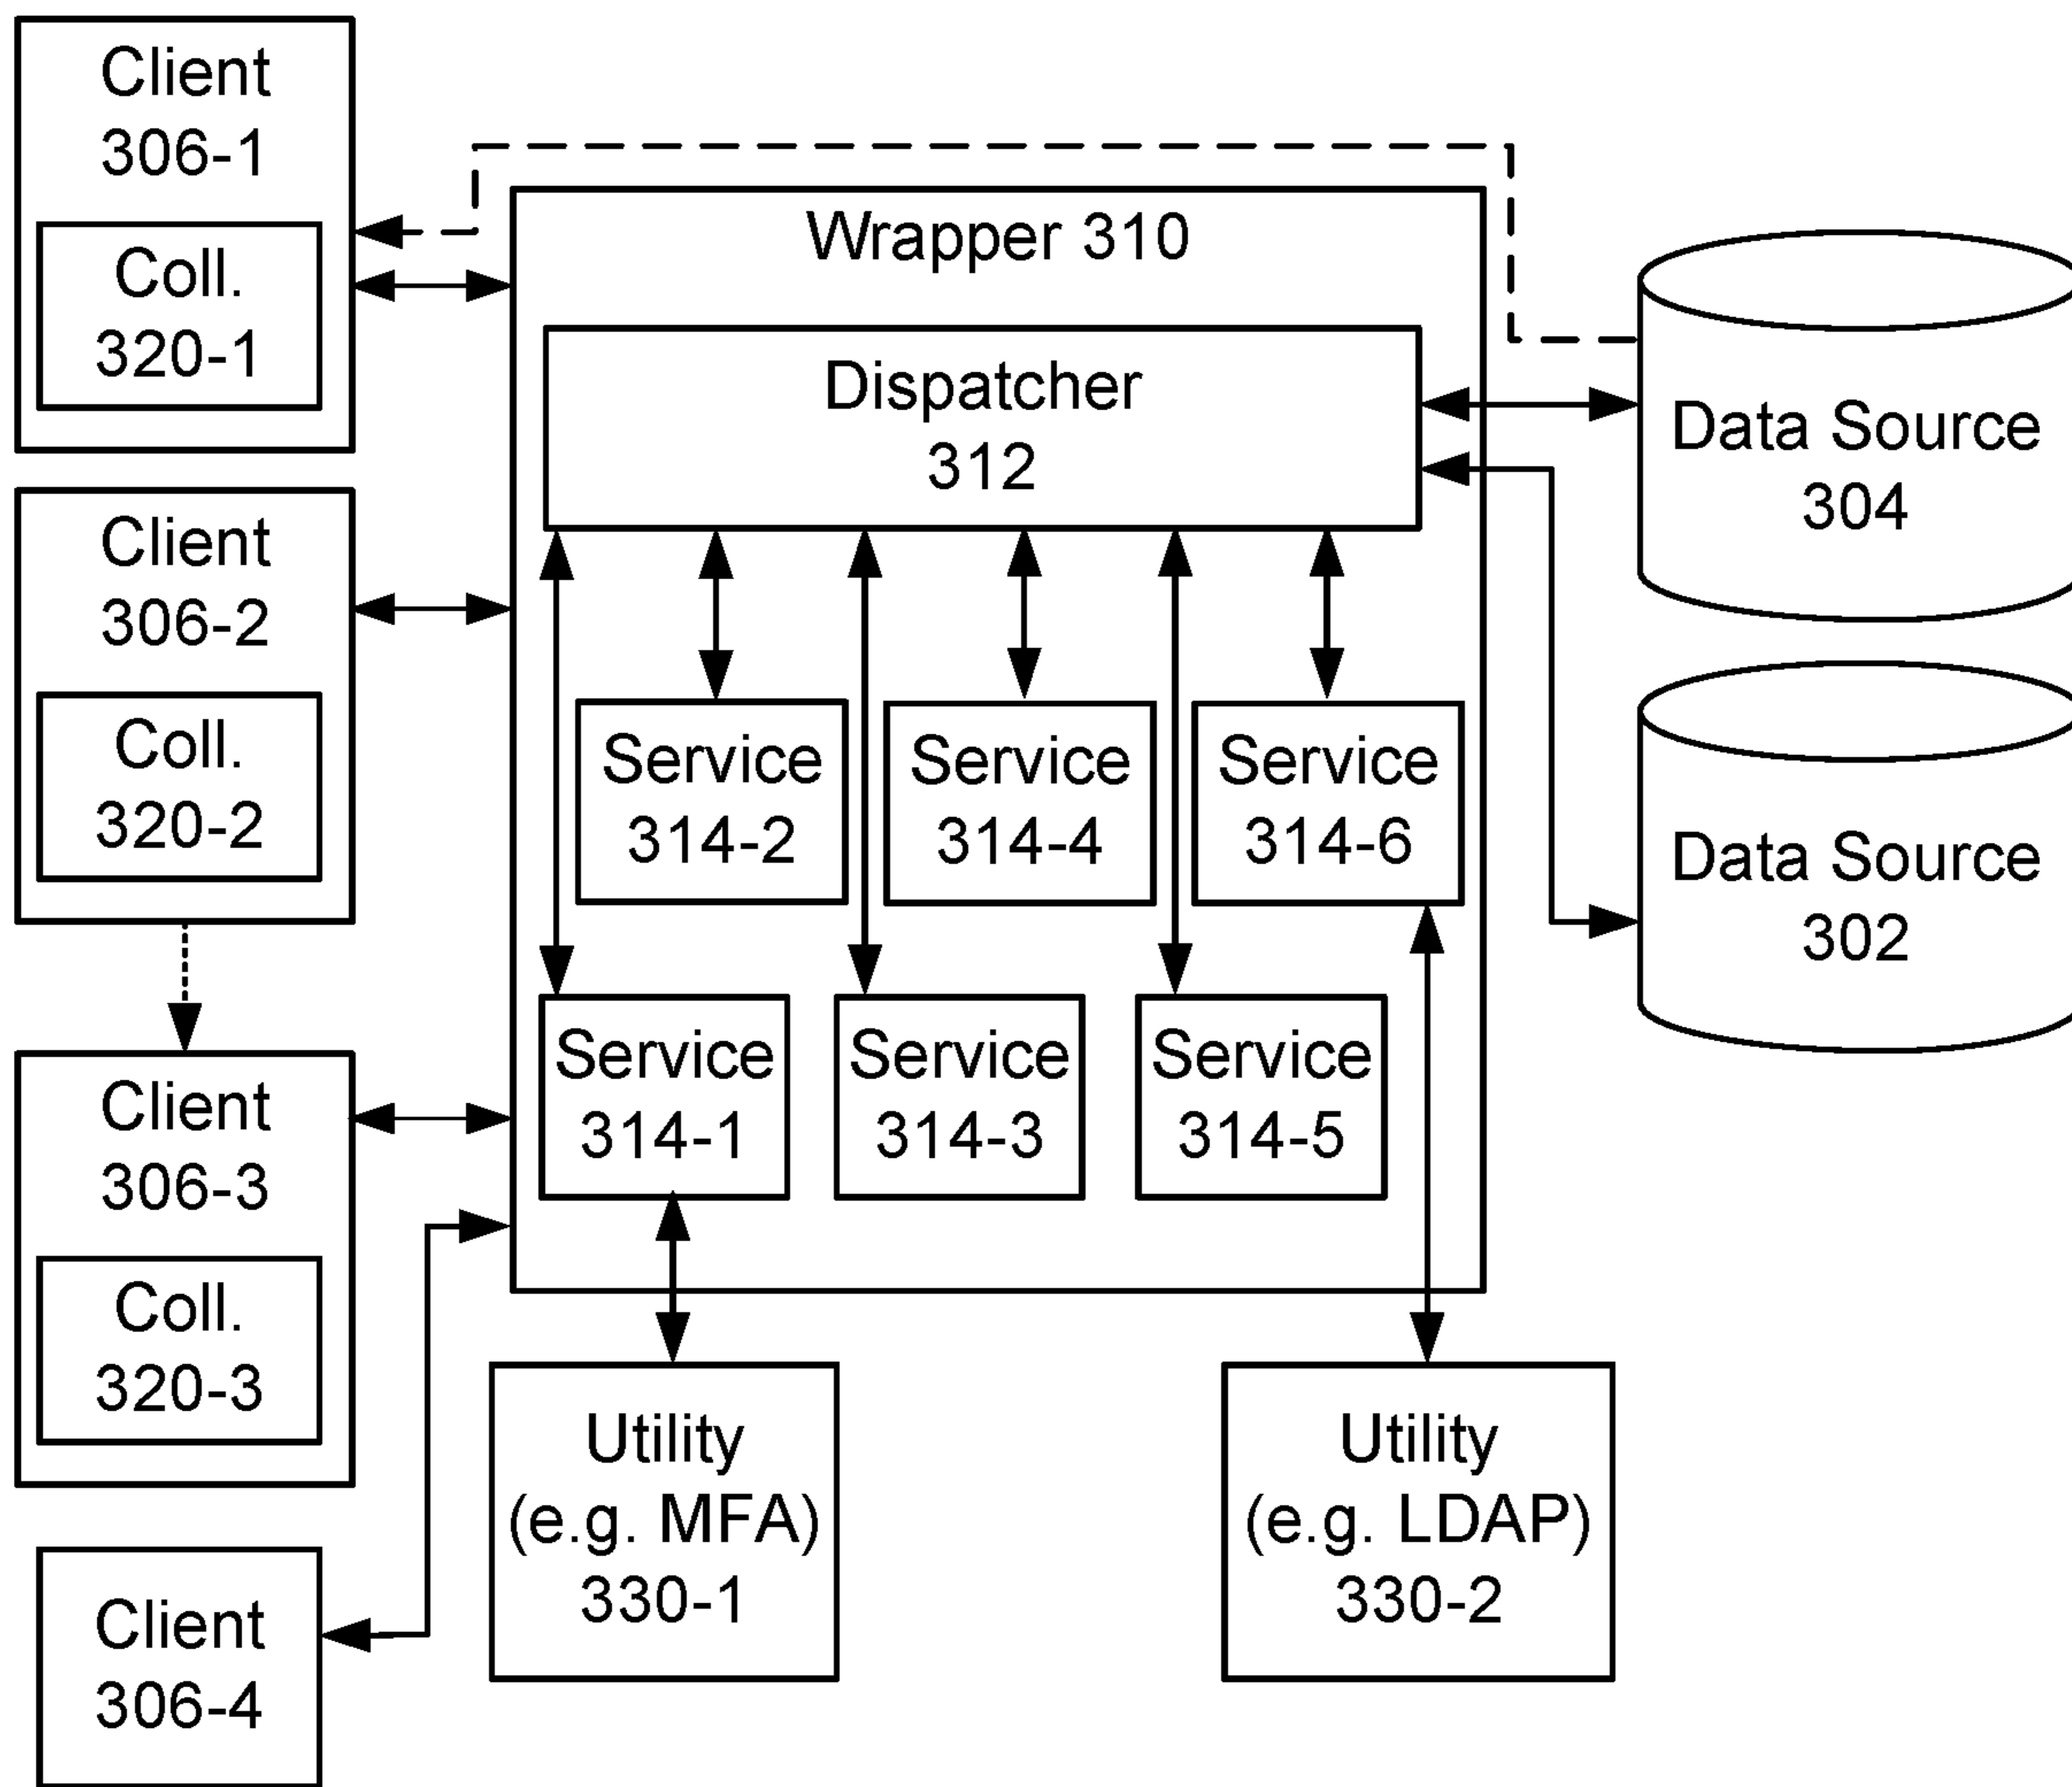 Client
306-1
Coll.
320-1
Client
306-2
Coll.
320-2
Client
306-3
Coll.
320-3
Client
306-4
Wrapper 310
Dispatcher
312
Service
314-2
Service
314-4
Service
314-6
Service
314-1
Service
314-3
Service
314-5
Utility
(e.g. MFA)
330-1
Utility
(e.g. LDAP)
330-2
Data Source
304
Data Source
302